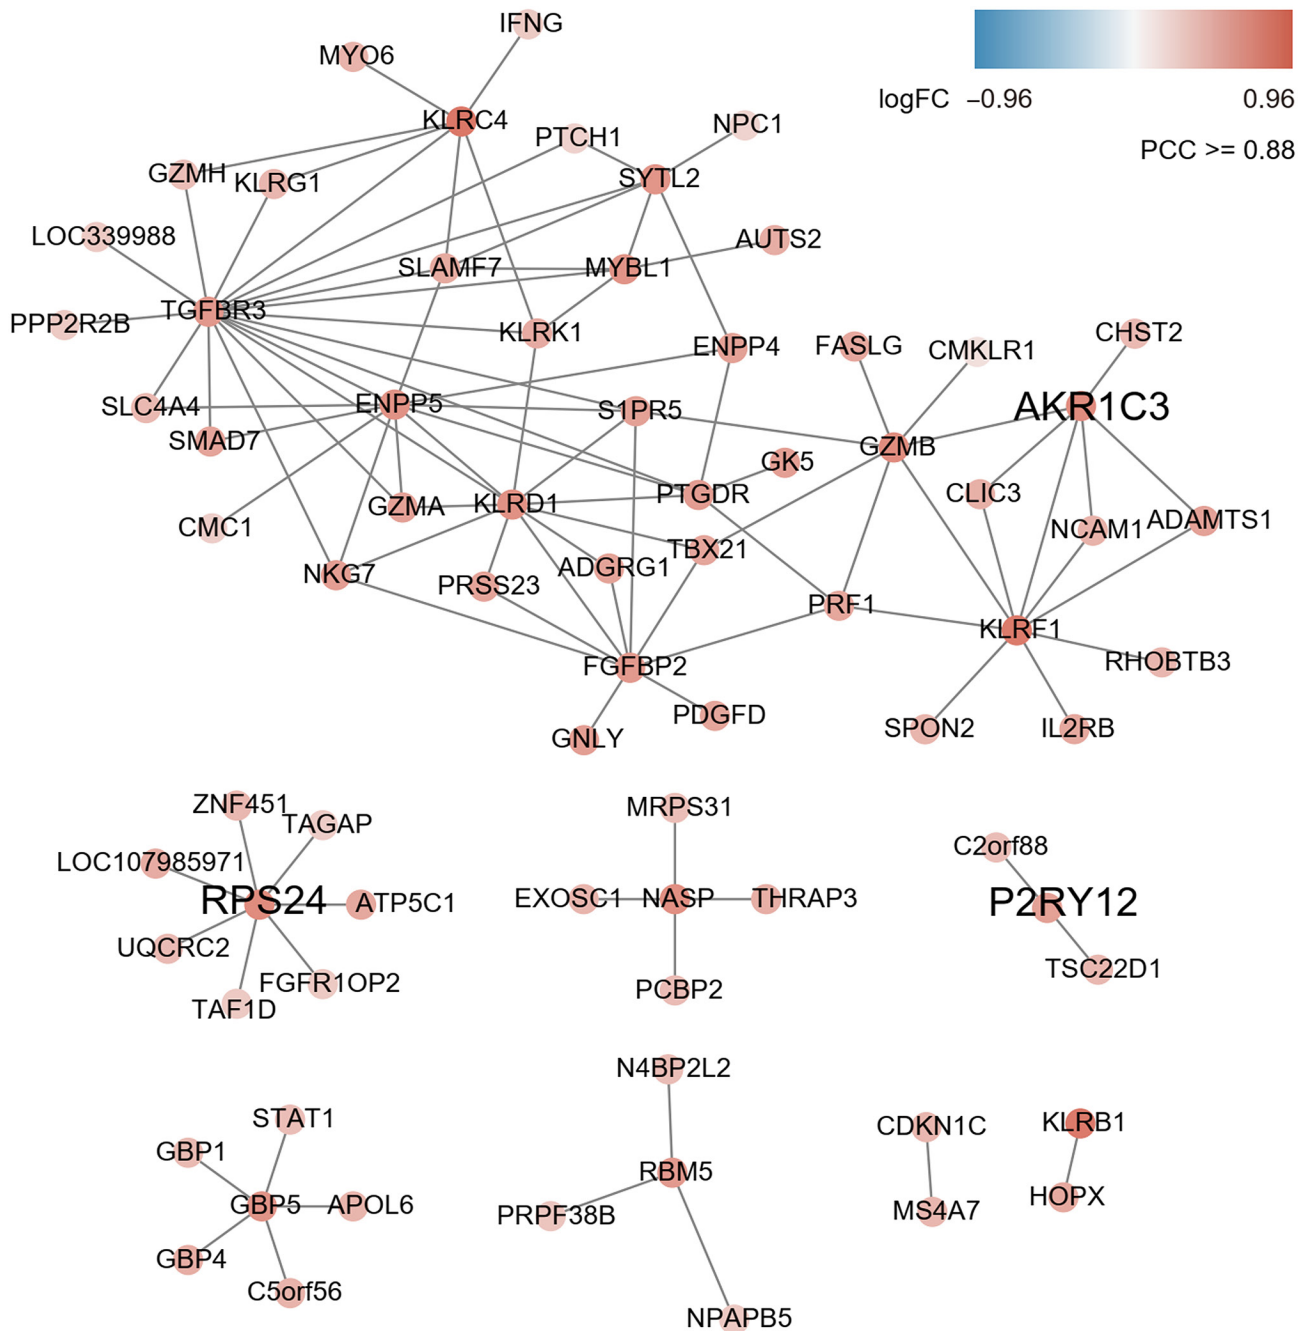 IFNG
MYO6
logFC −0.96 0.96
KLRC4
PTCH1
NPC1
PCC >= 0.88
GZMH
KLRG1
SYTL2
LOC339988
AUTS2
SLAMF7
MYBL1
TGFBR3
PPP2R2B
KLRK1
CHST2
ENPP4
FASLG
CMKLR1
SLC4A4
ENPP5
S1PR5
AKR1C3
SMAD7
GZMB
GK5
CLIC3
PTGDR
GZMA
KLRD1
CMC1
NCAM1
ADAMTS1
TBX21
ADGRG1
NKG7
PRSS23
PRF1
KLRF1
FGFBP2
RHOBTB3
PDGFD
SPON2
IL2RB
GNLY
ZNF451
TAGAP
MRPS31
C2orf88
LOC107985971
RPS24
ATP5C1
EXOSC1
NASP
THRAP3
P2RY12
UQCRC2
FGFR1OP2
TAF1D
PCBP2
TSC22D1
N4BP2L2
STAT1
CDKN1C
KLRB1
GBP1
RBM5
GBP5
APOL6
PRPF38B
MS4A7
HOPX
GBP4
C5orf56
NPAPB5